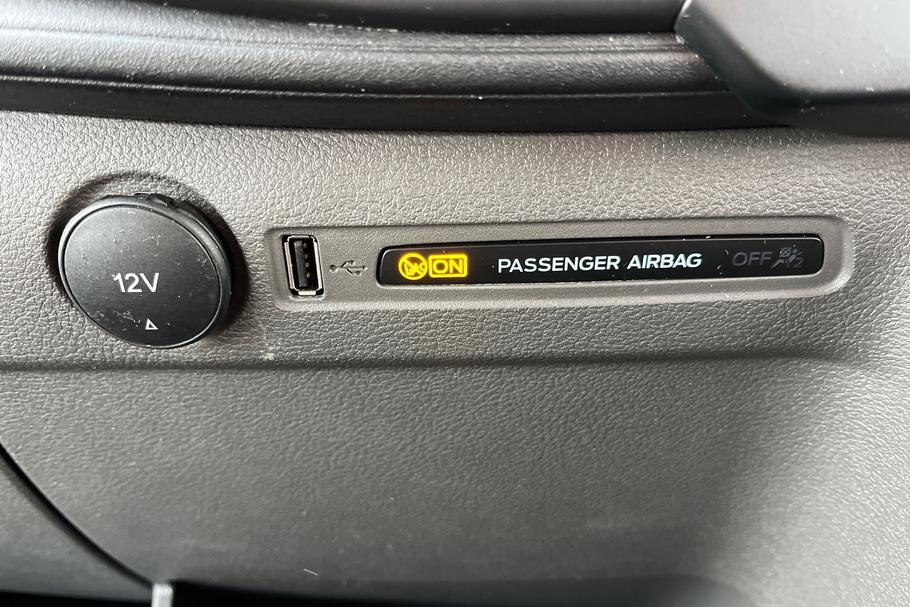 12V
ON PASSENGER AIRBAG OFF